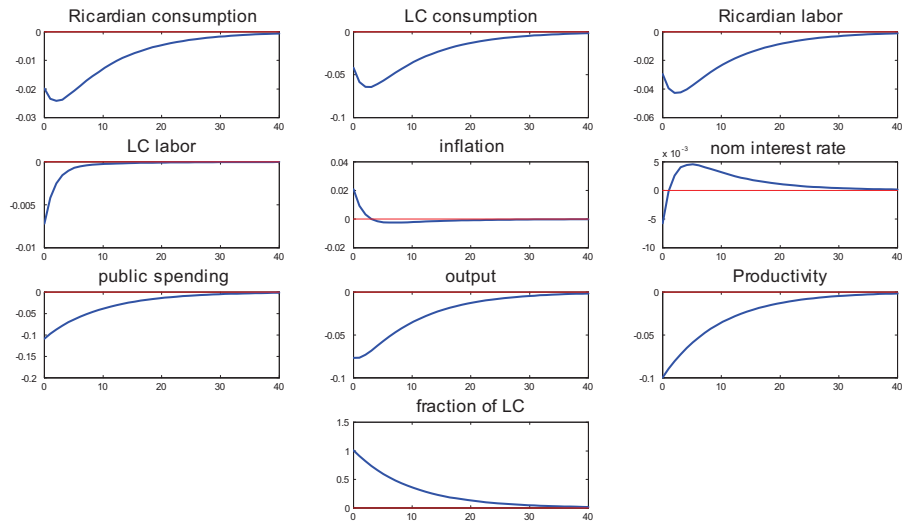 Ricardian consumption
0
-0.01
-0.02
-0.03
0 10 20 30 40
LC consumption
0
-0.05
-0.1
0 10 20 30 40
Ricardian labor
0
-0.02
-0.04
-0.06
0 10 20 30 40
LC labor
0
-0.005
-0.01
0 10 20 30 40
inflation
0.04
0.02
0
-0.02
0 10 20 30 40
nom interest rate
x 10^-3
5
0
-5
-10
0 10 20 30 40
public spending
0
-0.05
-0.1
-0.15
-0.2
0 10 20 30 40
output
0
-0.05
-0.1
0 10 20 30 40
Productivity
0
-0.05
-0.1
0 10 20 30 40
fraction of LC
1.5
1
0.5
0
0 10 20 30 40